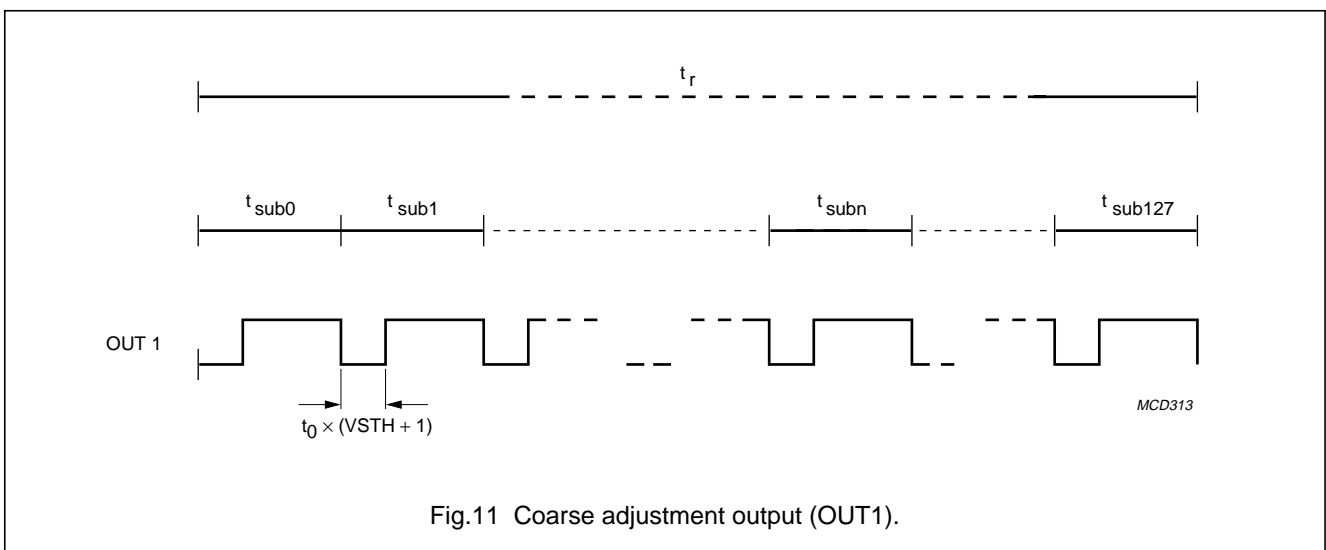 t r
t sub0 t sub1 t subn t sub127
OUT 1
t0 × (VSTH + 1)
MCD313
Fig.11 Coarse adjustment output (OUT1).